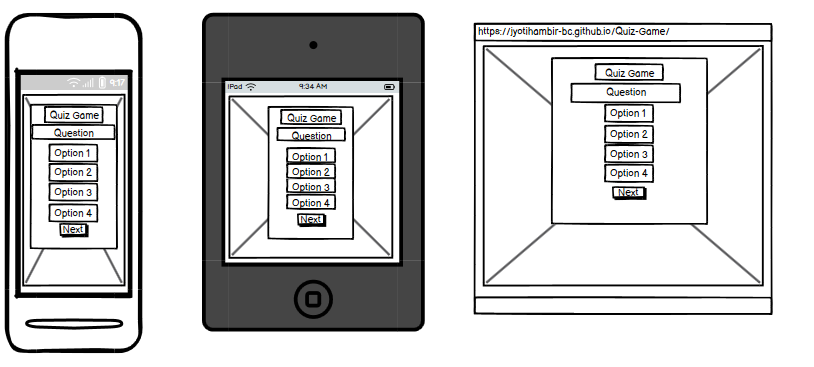 9:17
Quiz Game
Question
Option 1
Option 2
Option 3
Option 4
Next
iPod
9:34 AM
Quiz Game
Question
Option 1
Option 2
Option 3
Option 4
Next
https://jyotihambir-bc.github.io/Quiz-Game/
Quiz Game
Question
Option 1
Option 2
Option 3
Option 4
Next